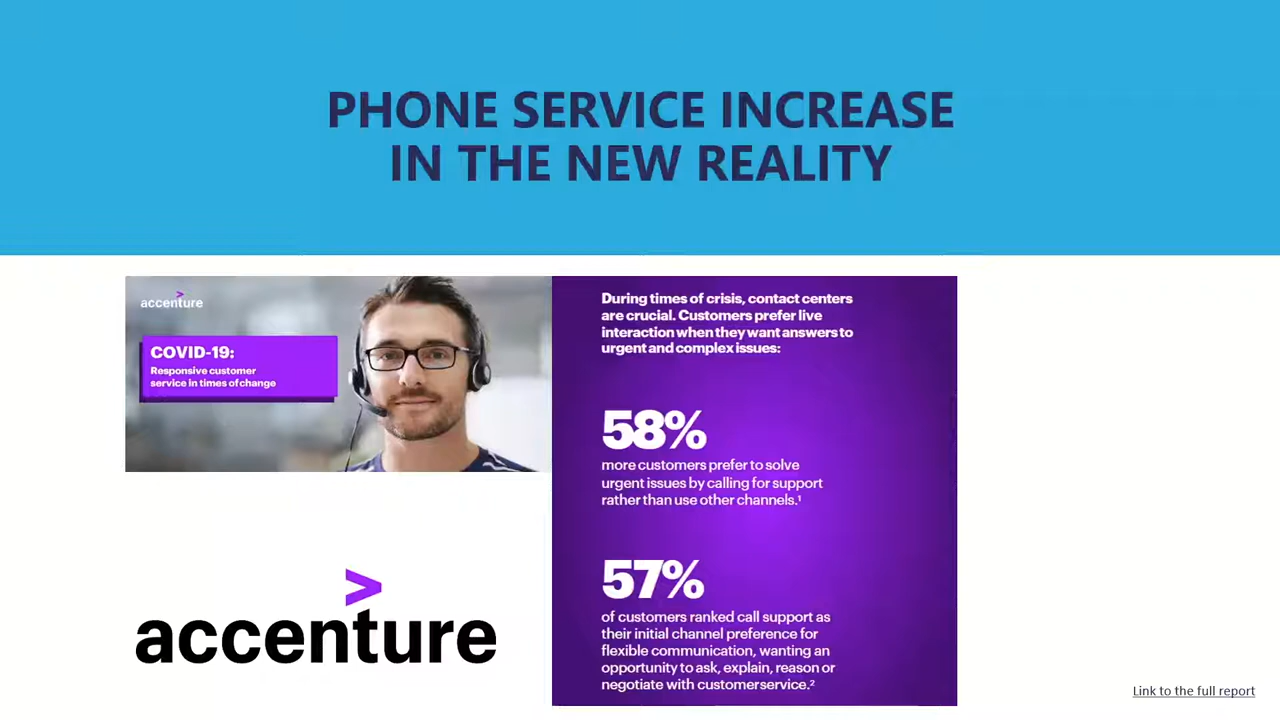 PHONE SERVICE INCREASE
IN THE NEW REALITY
accenture
COVID-19:
Responsive customer
service in times of change
During times of crisis, contact centers
are crucial. Customers prefer live
interaction when they want answers to
urgent and complex issues:
58%
more customers prefer to solve
urgent issues by calling for support
rather than use other channels.¹
57%
of customers ranked call support as
their initial channel preference for
flexible communication, wanting an
opportunity to ask, explain, reason or
negotiate with customer service.²
accenture
Link to the full report